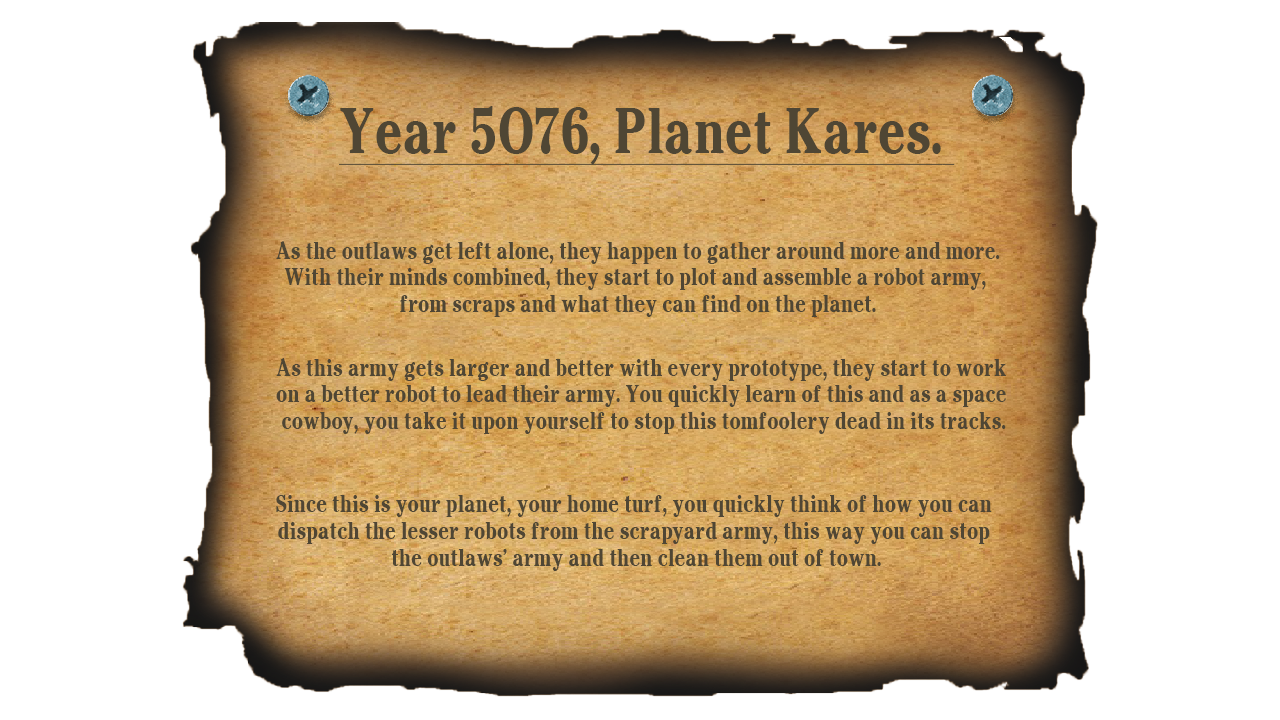 Year 5076, Planet Kares.
As the outlaws get left alone, they happen to gather around more and more.
With their minds combined, they start to plot and assemble a robot army,
from scraps and what they can find on the planet.
As this army gets larger and better with every prototype, they start to work
on a better robot to lead their army. You quickly learn of this and as a space
cowboy, you take it upon yourself to stop this tomfoolery dead in its tracks.
Since this is your planet, your home turf, you quickly think of how you can
dispatch the lesser robots from the scrapyard army, this way you can stop
the outlaws’ army and then clean them out of town.